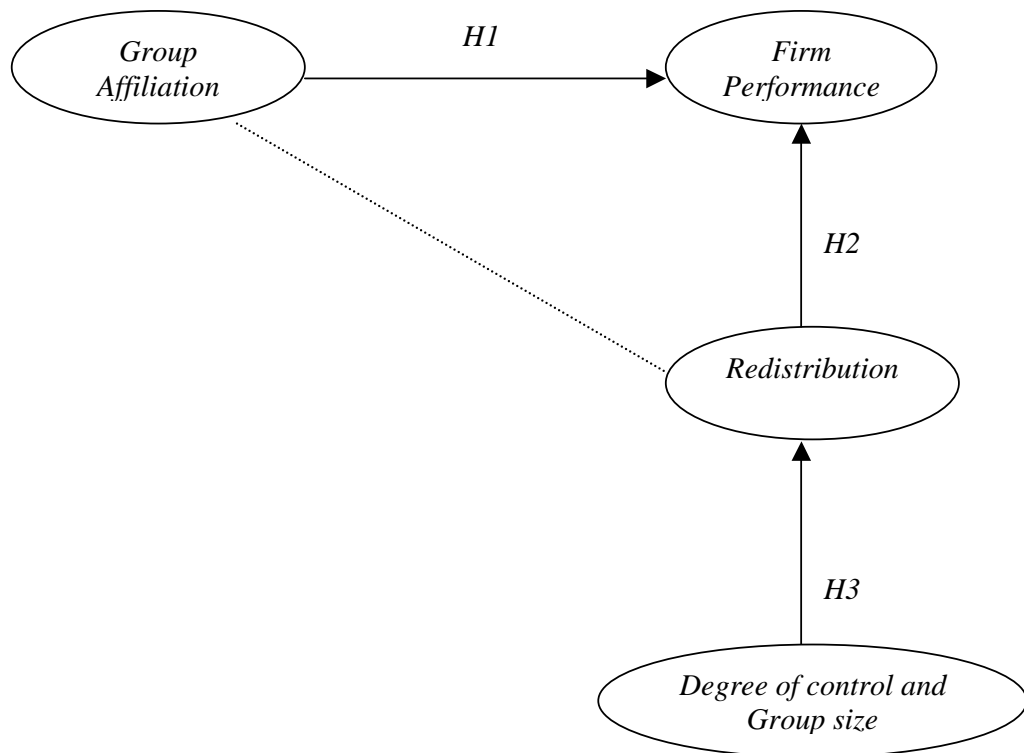 Group
Affiliation
H1
Firm
Performance
H2
Redistribution
H3
Degree of control and
Group size